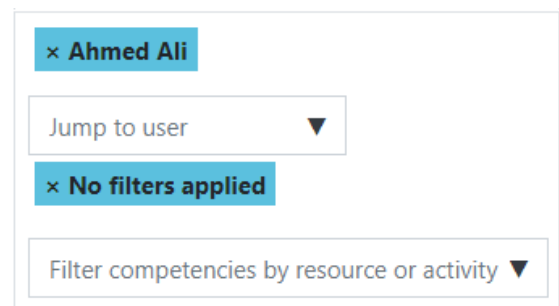 × Ahmed Ali
Jump to user ▼
× No filters applied
Filter competencies by resource or activity ▼